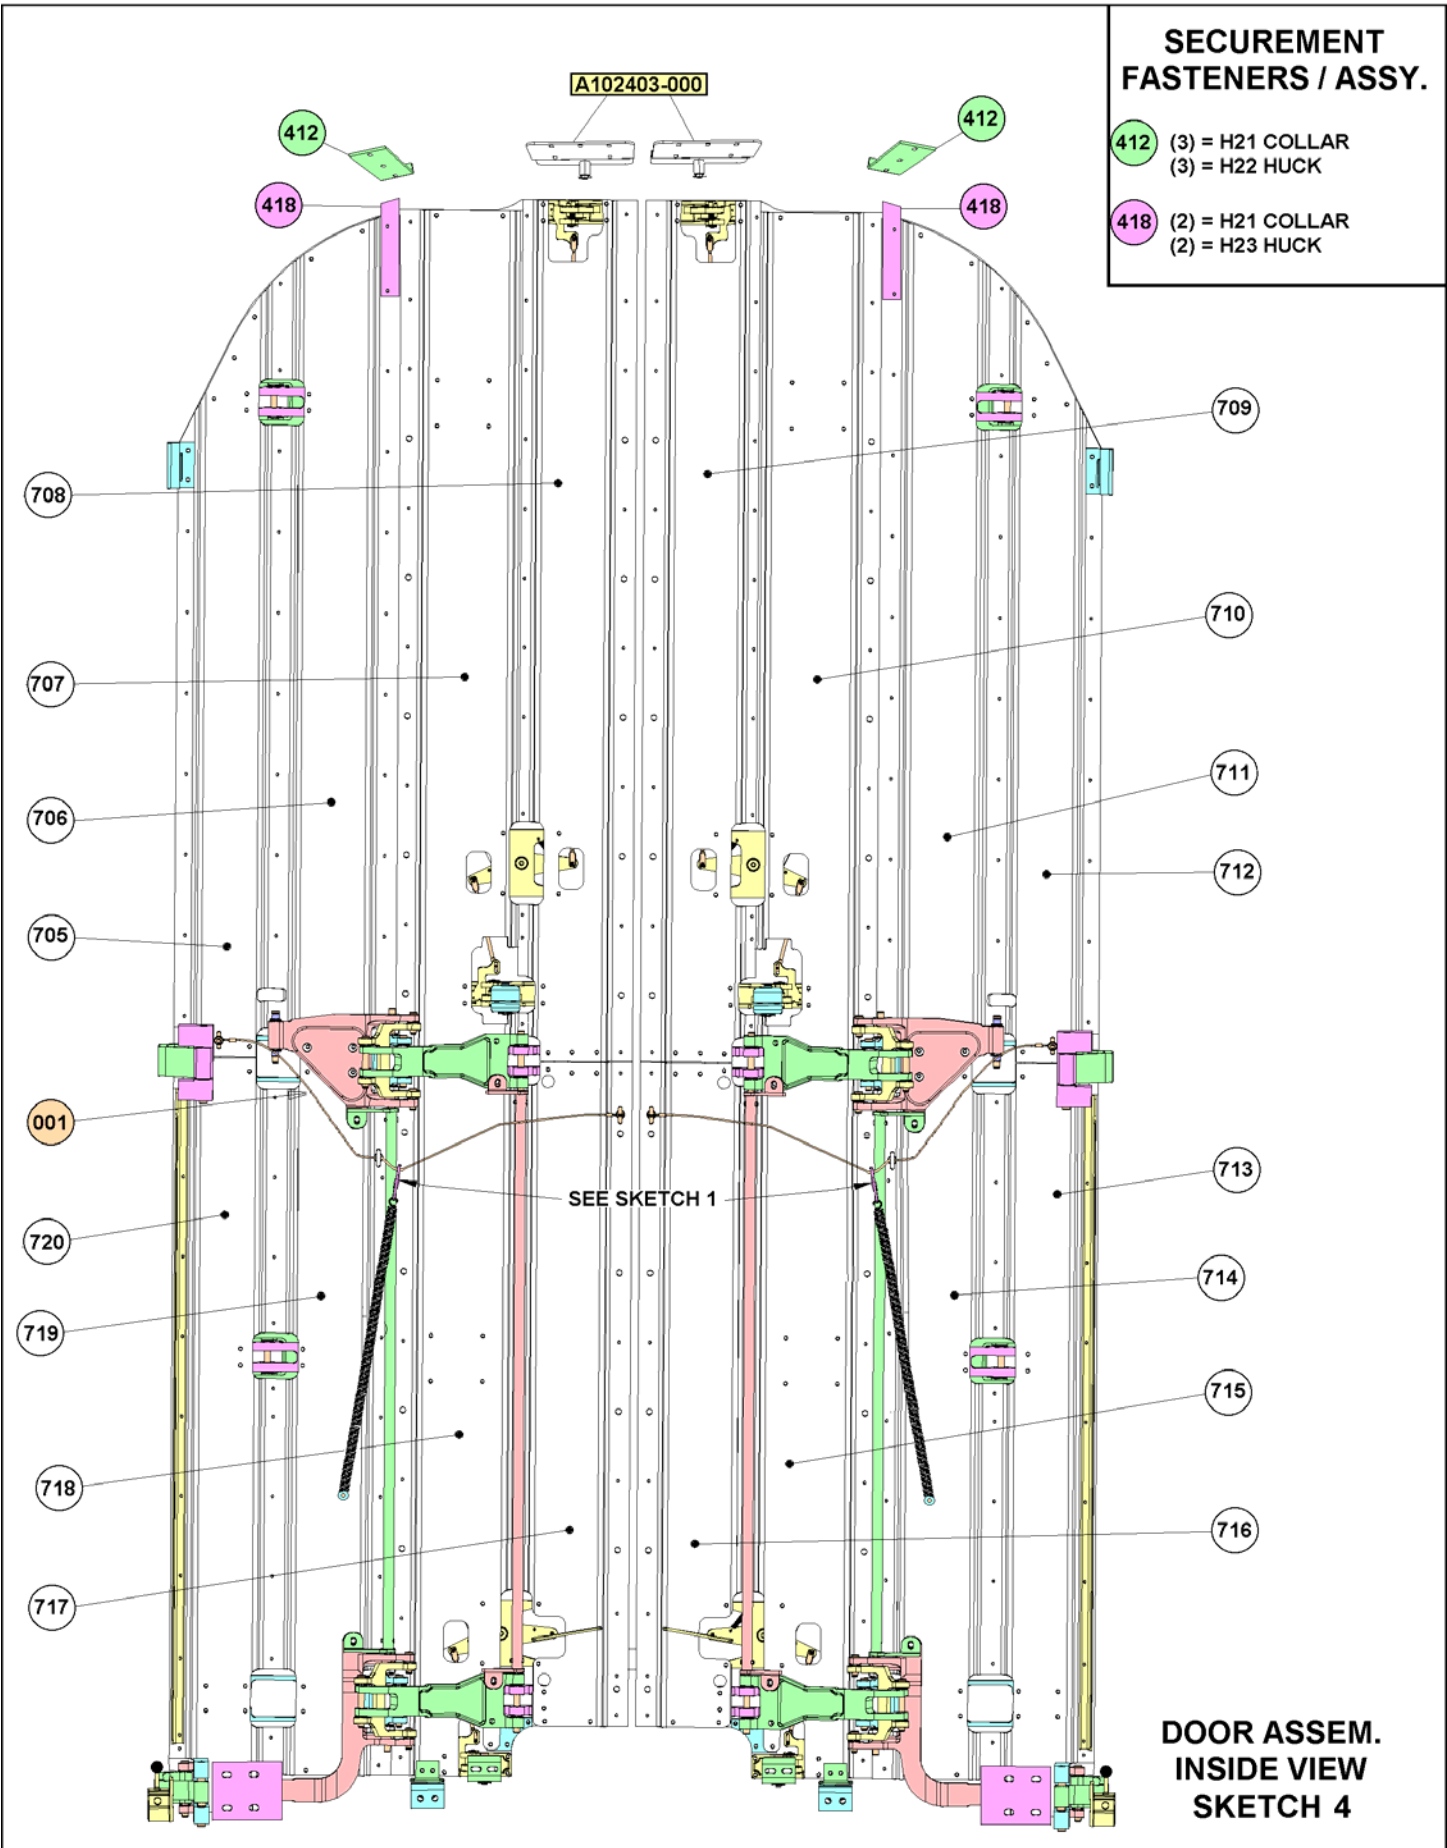 SECUREMENT
FASTENERS / ASSY.
412 (3) = H21 COLLAR
(3) = H22 HUCK
418 (2) = H21 COLLAR
(2) = H23 HUCK
A102403-000
412
412
418
418
709
708
710
707
711
706
712
705
001
713
SEE SKETCH 1
720
714
719
715
718
716
717
DOOR ASSEM.
INSIDE VIEW
SKETCH 4